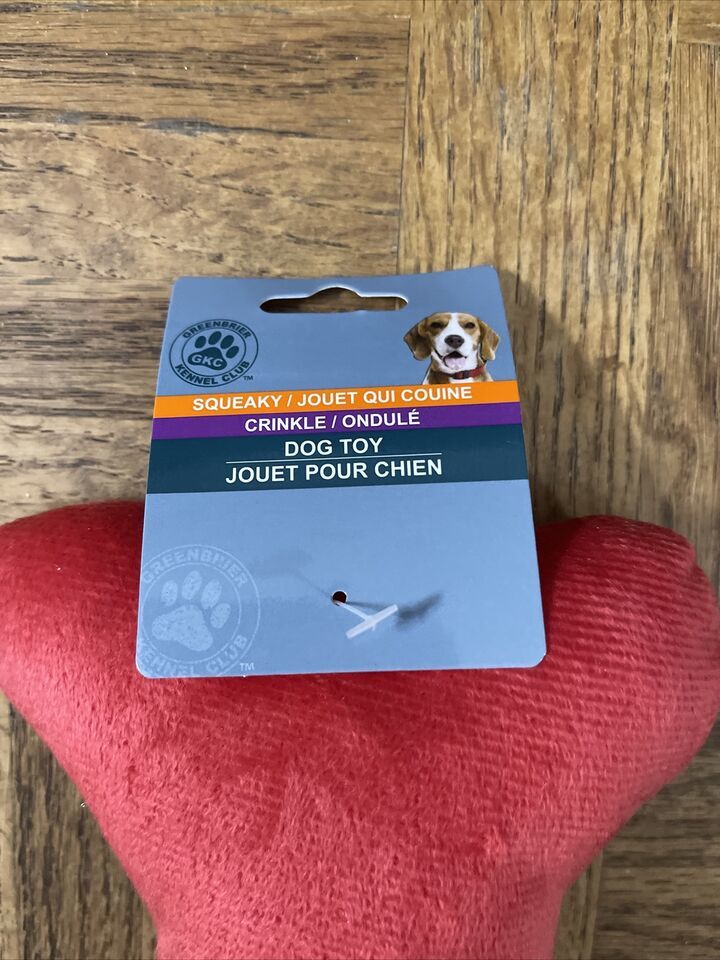 GREENBRIER
GKC
KENNEL CLUB
TM
SQUEAKY / JOUET QUI COUINE
CRINKLE / ONDULÉ
DOG TOY
JOUET POUR CHIEN
GREENBRIER
KENNEL CLUB
TM